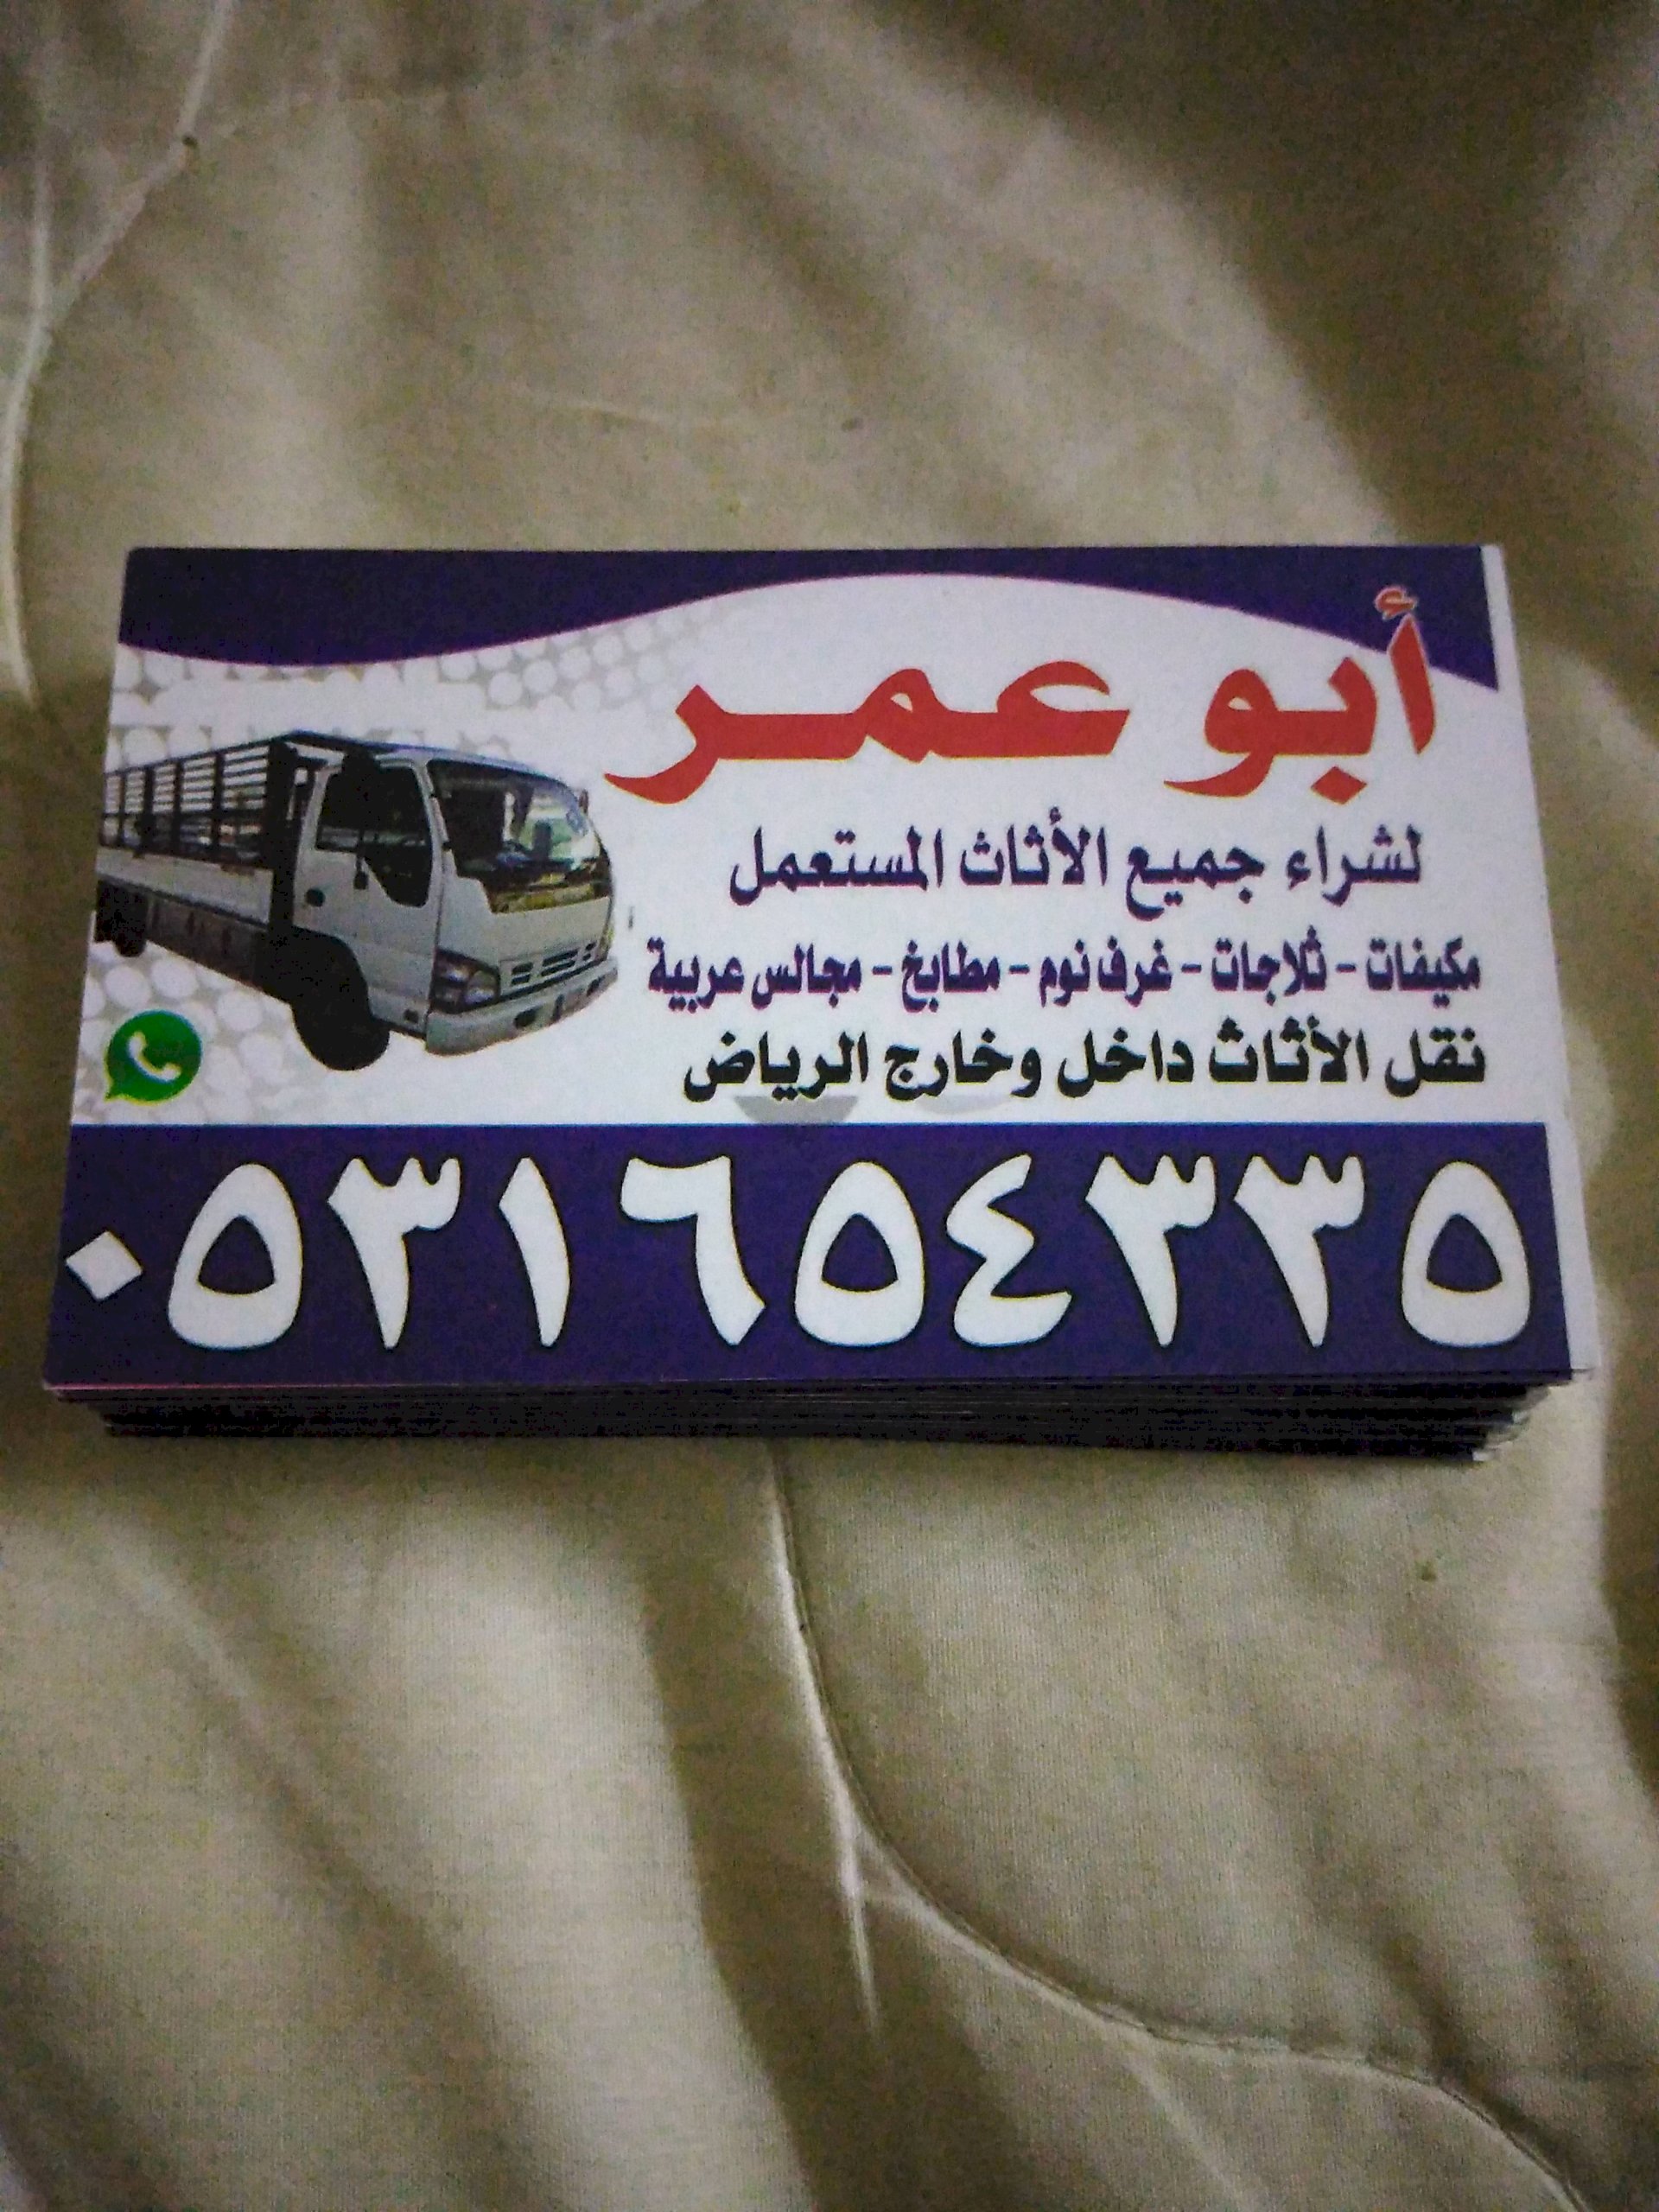 أبو عمر
لشراء جميع الأثاث المستعمل
مكيفات - ثلاجات - غرف نوم - مطابخ - مجالس عربية
نقل الأثاث داخل وخارج الرياض
٠٥٣١٦٥٤٣٣٥